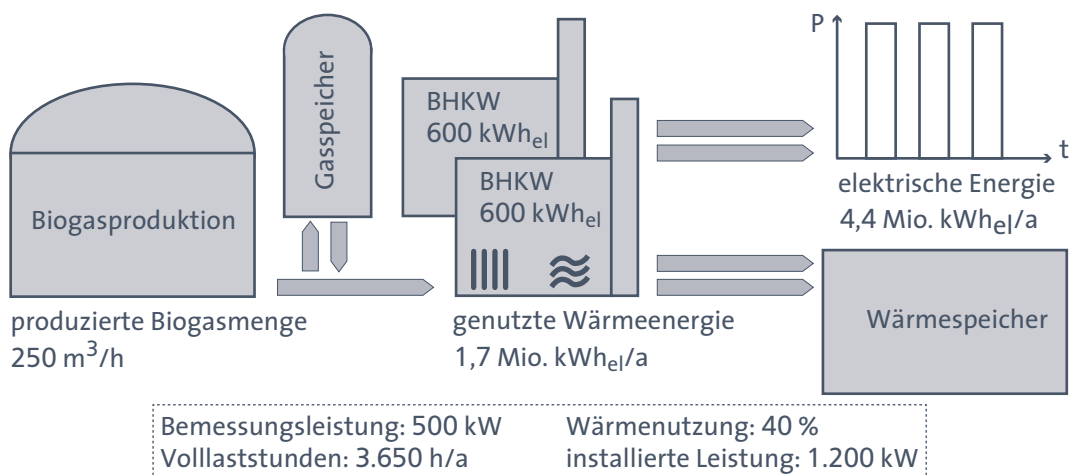 Biogasproduktion
produzierte Biogasmenge
250 m³/h
Gasspeicher
BHKW
600 kWhel
BHKW
600 kWhel
genutzte Wärmeenergie
1,7 Mio. kWhel/a
P
t
elektrische Energie
4,4 Mio. kWhel/a
Wärmespeicher
Bemessungsleistung: 500 kW
Volllaststunden: 3.650 h/a
Wärmenutzung: 40 %
installierte Leistung: 1.200 kW